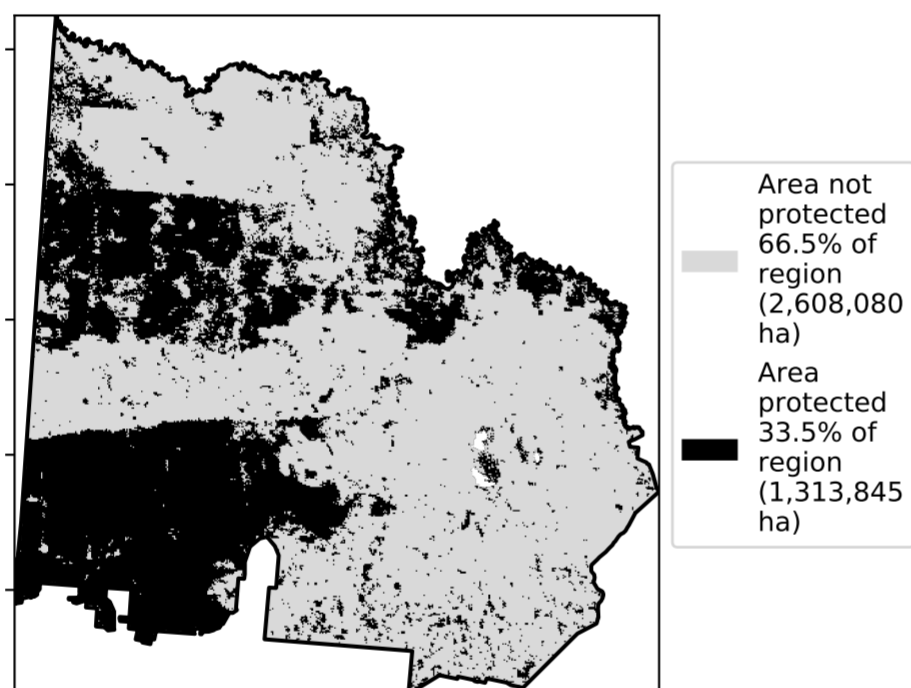 Area not
protected
66.5% of
region
(2,608,080
ha)
Area
protected
33.5% of
region
(1,313,845
ha)